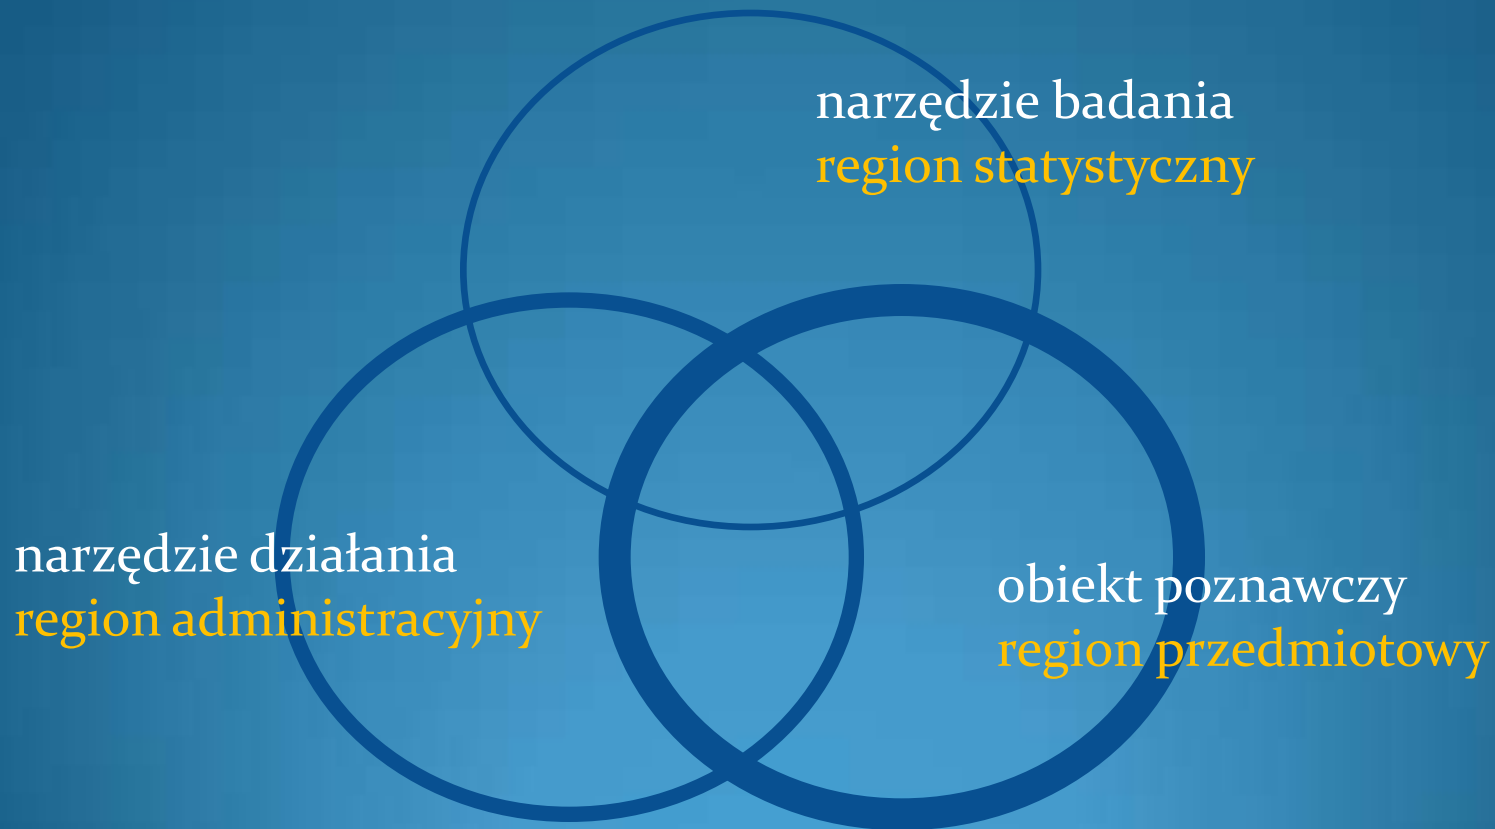 narzędzie badania
region statystyczny
narzędzie działania
region administracyjny
obiekt poznawczy
region przedmiotowy